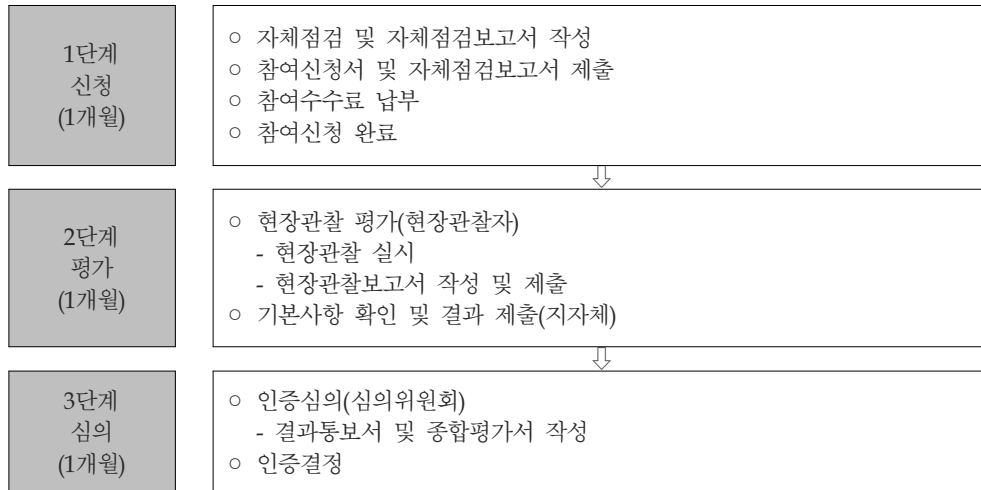 1단계
신청
(1개월)
○ 자체점검 및 자체점검보고서 작성
○ 참여신청서 및 자체점검보고서 제출
○ 참여수수료 납부
○ 참여신청 완료
2단계
평가
(1개월)
○ 현장관찰 평가(현장관찰자)
- 현장관찰 실시
- 현장관찰보고서 작성 및 제출
○ 기본사항 확인 및 결과 제출(지자체)
3단계
심의
(1개월)
○ 인증심의(심의위원회)
- 결과통보서 및 종합평가서 작성
○ 인증결정